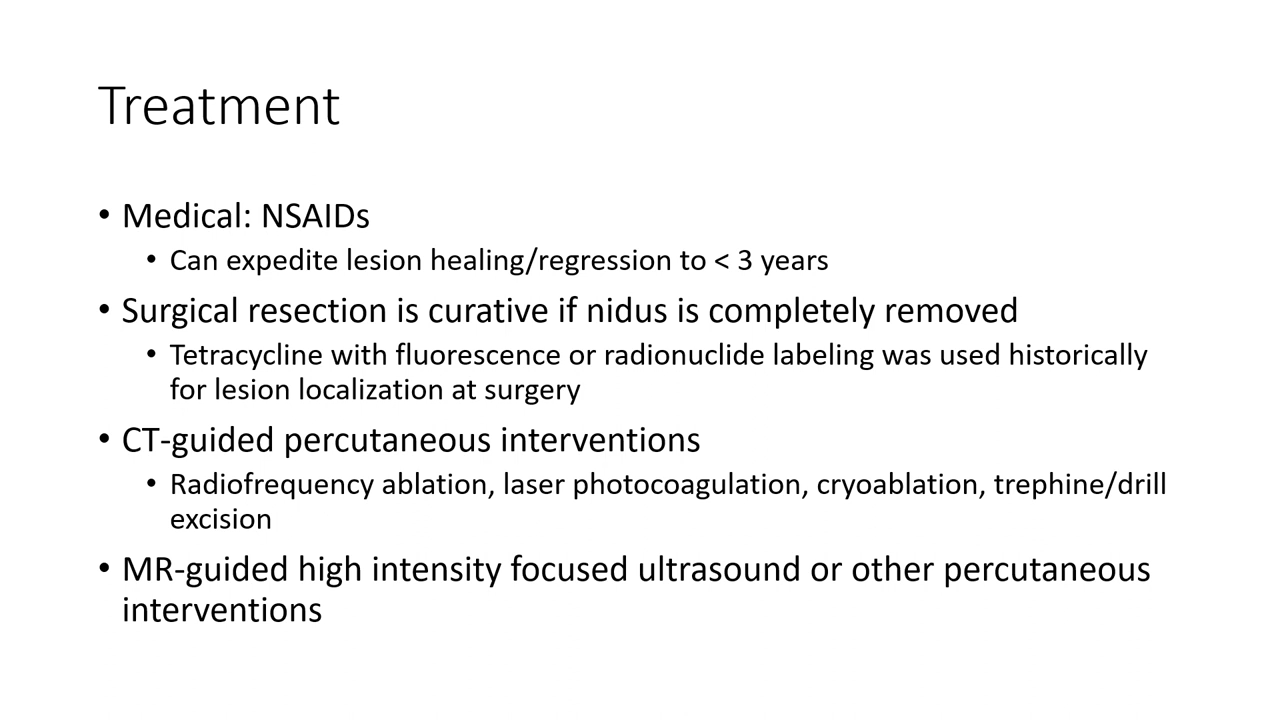 Treatment
• Medical: NSAIDs
• Can expedite lesion healing/regression to < 3 years
• Surgical resection is curative if nidus is completely removed
• Tetracycline with fluorescence or radionuclide labeling was used historically
for lesion localization at surgery
• CT-guided percutaneous interventions
• Radiofrequency ablation, laser photocoagulation, cryoablation, trephine/drill
excision
• MR-guided high intensity focused ultrasound or other percutaneous
interventions